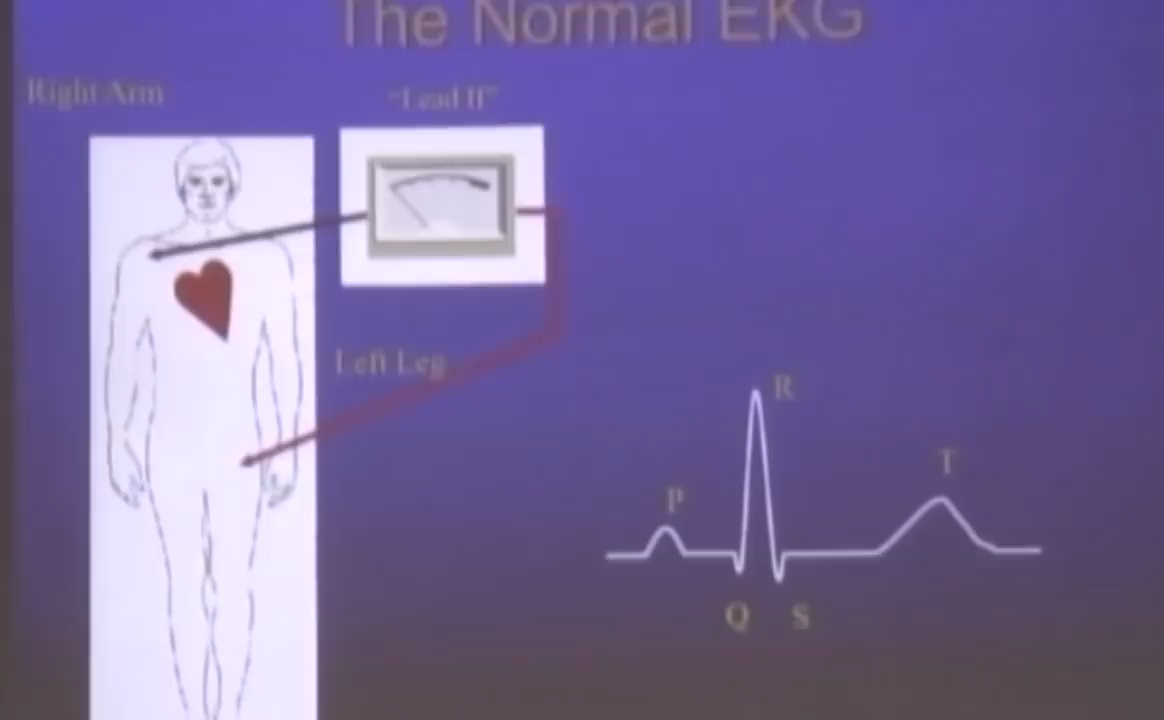 The Normal EKG
Right Arm
"Lead II"
Left Leg
R
T
P
Q S